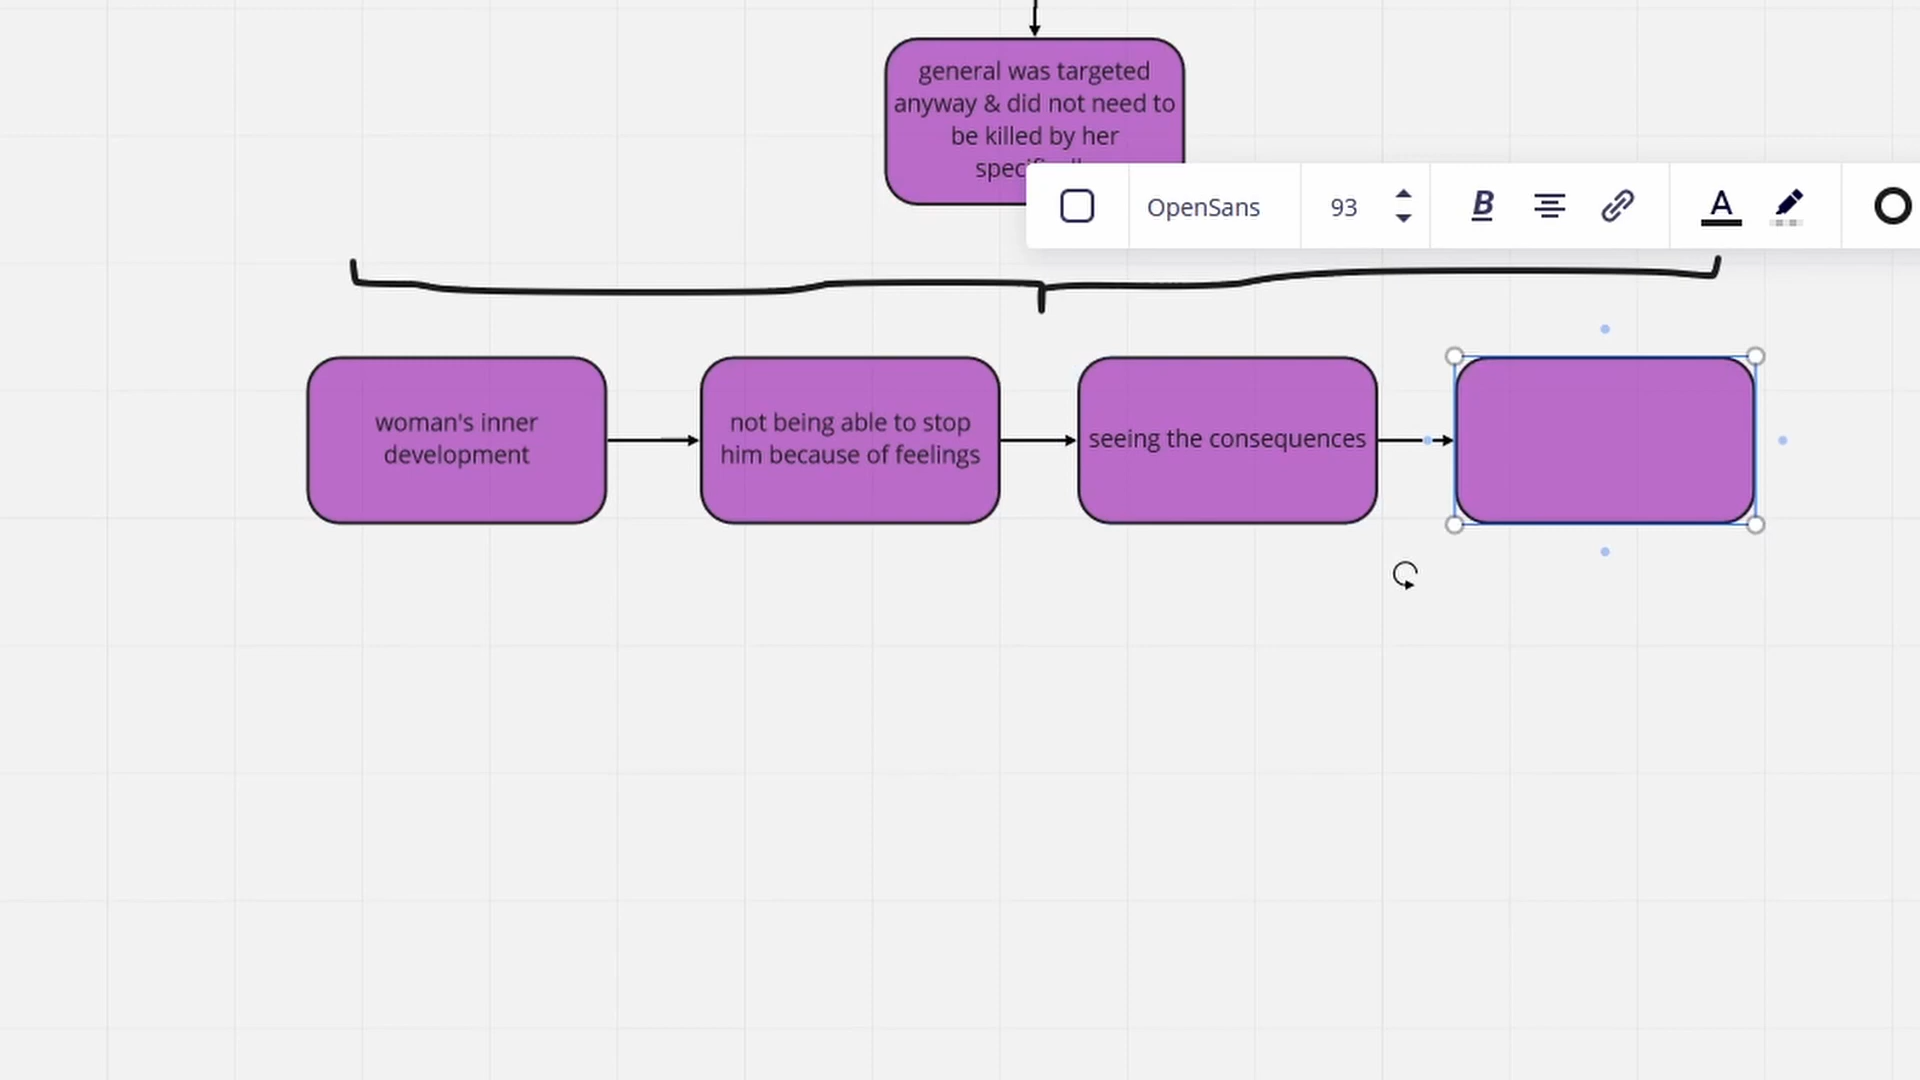 general was targeted
anyway & did not need to
be killed by her
OpenSans
93
B
A
woman's inner
development
not being able to stop
him because of feelings
seeing the consequences